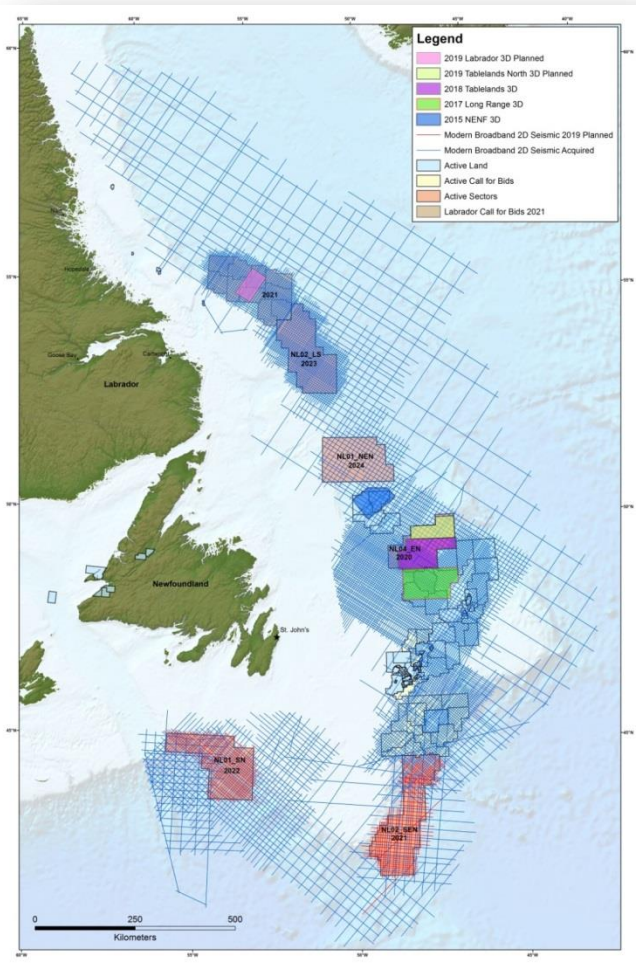 Legend
2019 Labrador 3D Planned
2019 Tablelands North 3D Planned
2018 Tablelands 3D
2017 Long Range 3D
2015 NENF 3D
Modern Broadband 2D Seismic 2019 Planned
Modern Broadband 2D Seismic Acquired
Active Land
Active Call for Bids
Active Sectors
Labrador Call for Bids 2021
2021
NL02_LS
2023
Labrador
NL01_NEN
2024
NL04_EN
2020
Newfoundland
St. John's
NL01_SN
2022
NL02_SEN
2021
0 250 500
Kilometers